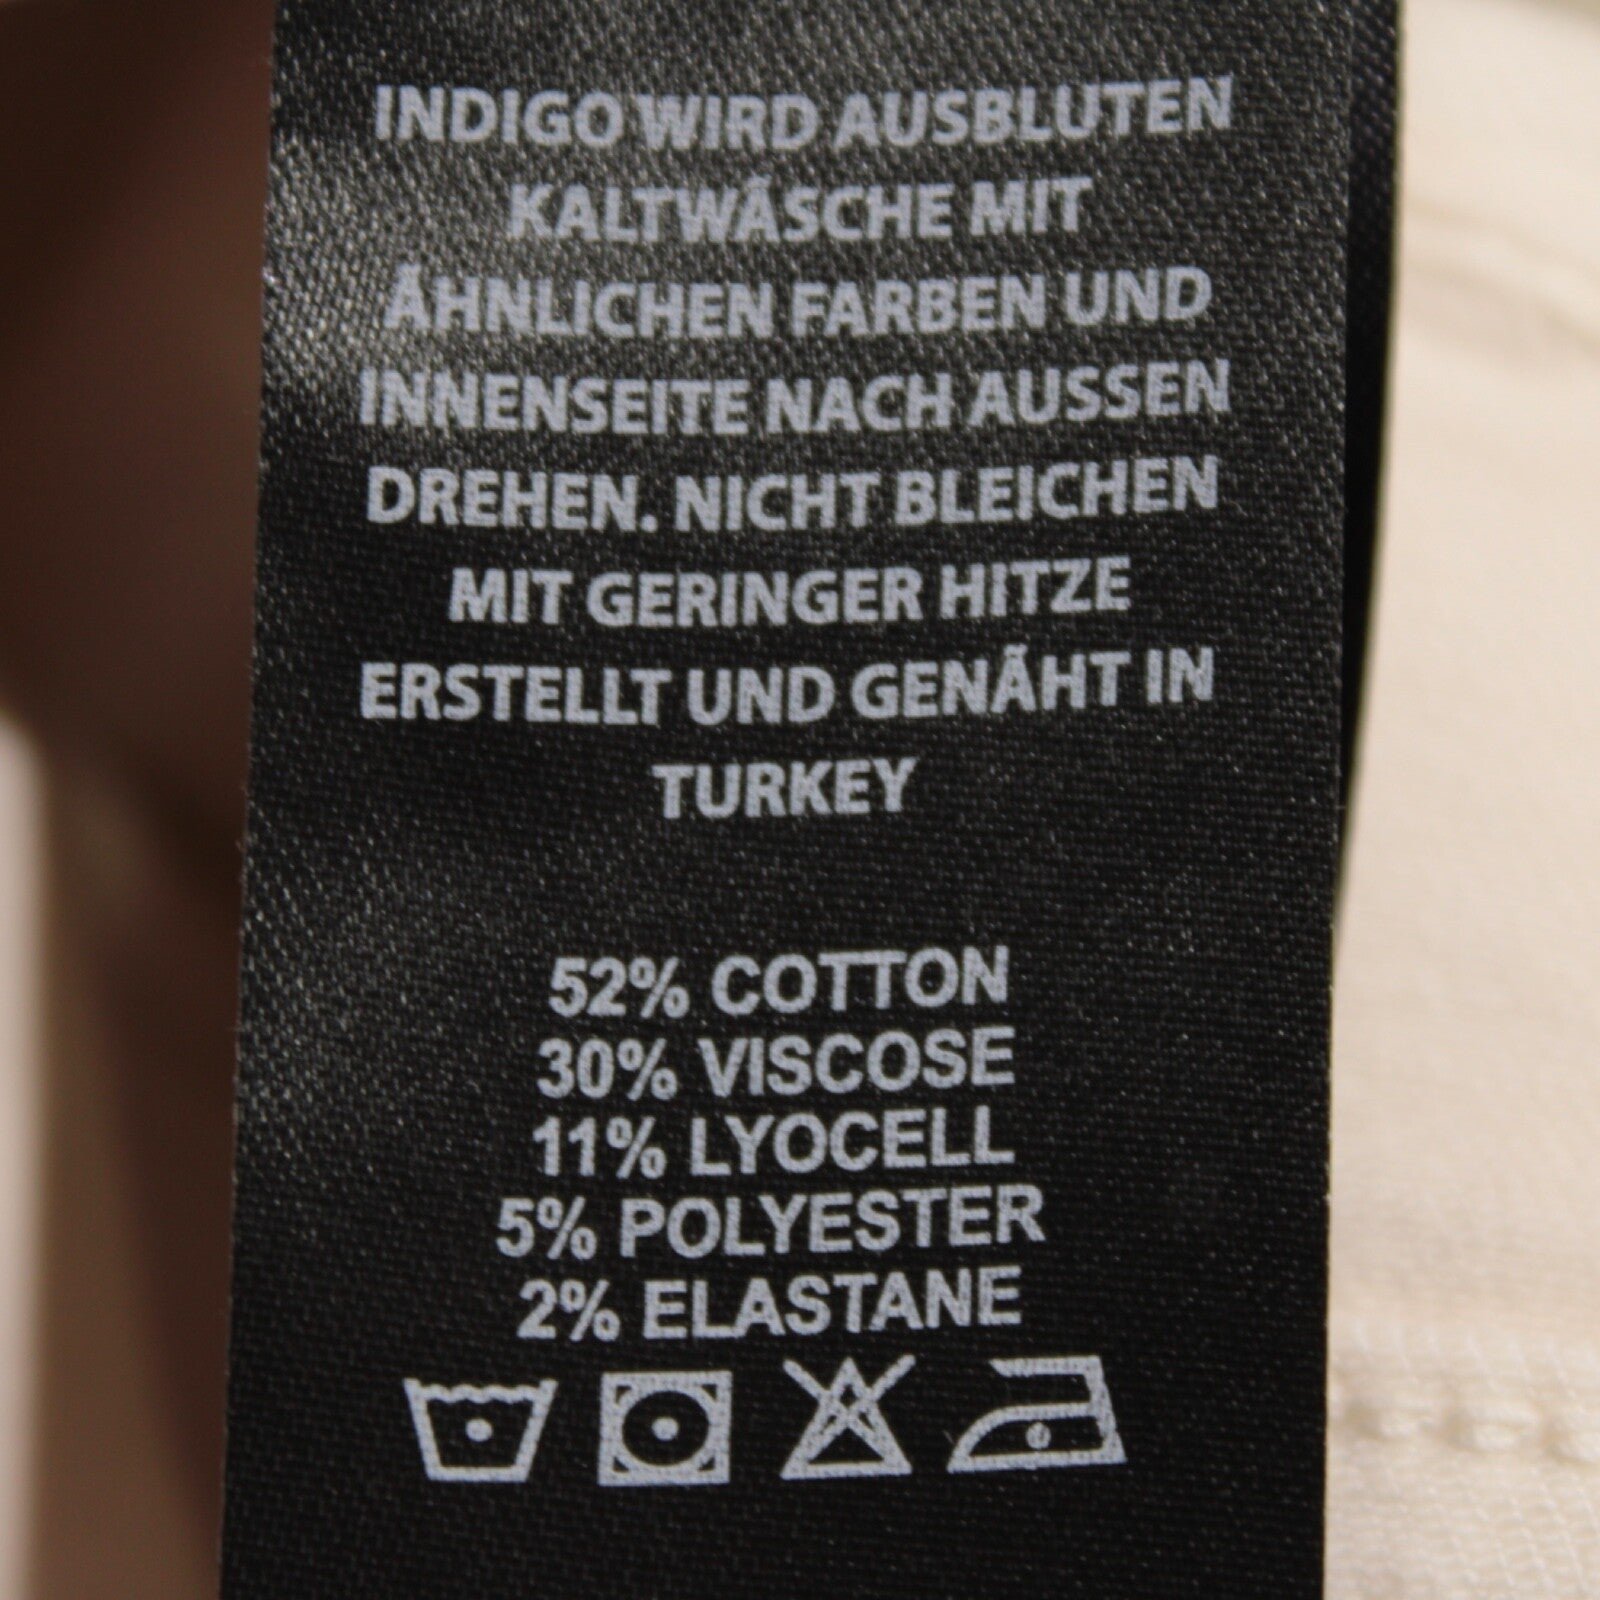 INDIGO WIRD AUSBLUTEN
KALTWÄSCHE MIT
ÄHNLICHEN FARBEN UND
INNENSEITE NACH AUSSEN
DREHEN. NICHT BLEICHEN
MIT GERINGER HITZE
ERSTELLT UND GENÄHT IN
TURKEY
52% COTTON
30% VISCOSE
11% LYOCELL
5% POLYESTER
2% ELASTANE